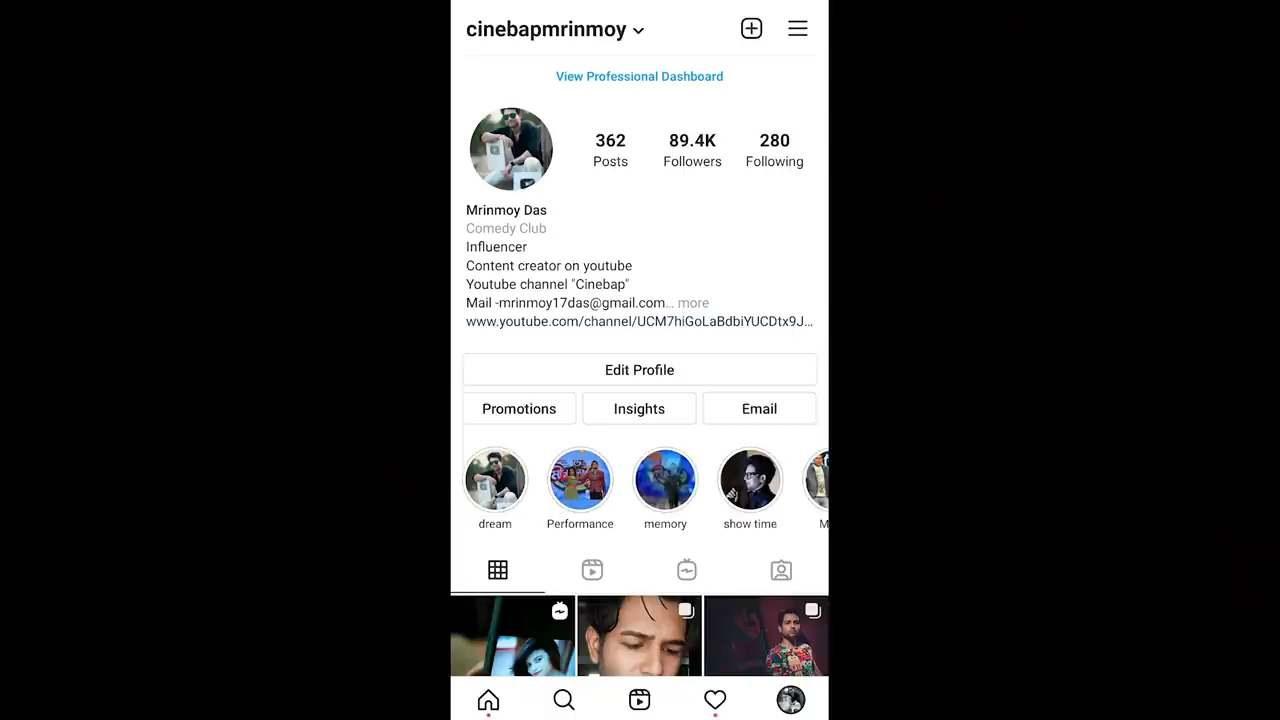 cinebapmrinmoy
View Professional Dashboard
362 89.4K 280
Posts Followers Following
Mrinmoy Das
Comedy Club
Influencer
Content creator on youtube
Youtube channel "Cinebap"
Mail -mrinmoy17das@gmail.com... more
www.youtube.com/channel/UCM7hiGoLaBdbiYUCDtx9J...
Edit Profile
Promotions Insights Email
dream Performance memory show time M